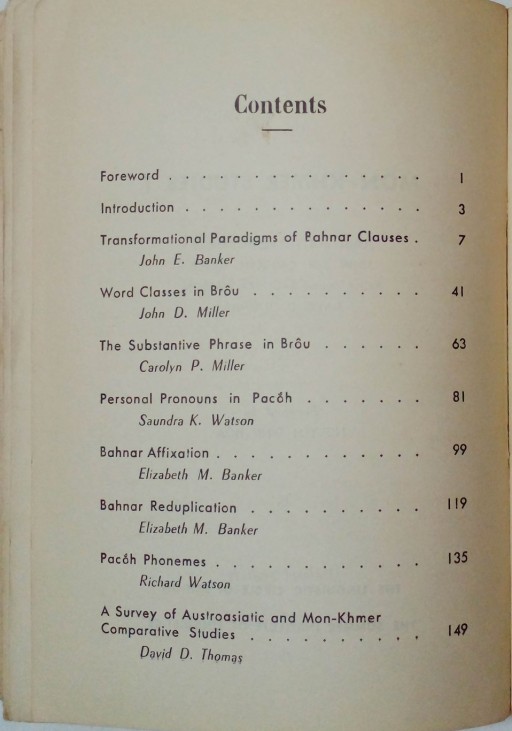 Contents
Foreword . . . . . . . . . . . . . . . 1
Introduction . . . . . . . . . . . . . . 3
Transformational Paradigms of Bahnar Clauses . 7
John E. Banker
Word Classes in Brôu . . . . . . . . . . 41
John D. Miller
The Substantive Phrase in Brôu . . . . . . 63
Carolyn P. Miller
Personal Pronouns in Pacóh . . . . . . . 81
Saundra K. Watson
Bahnar Affixation . . . . . . . . . . . . 99
Elizabeth M. Banker
Bahnar Reduplication . . . . . . . . . . . 119
Elizabeth M. Banker
Pacóh Phonemes . . . . . . . . . . . . 135
Richard Watson
A Survey of Austroasiatic and Mon-Khmer
Comparative Studies . . . . . . . . . . 149
David D. Thomas